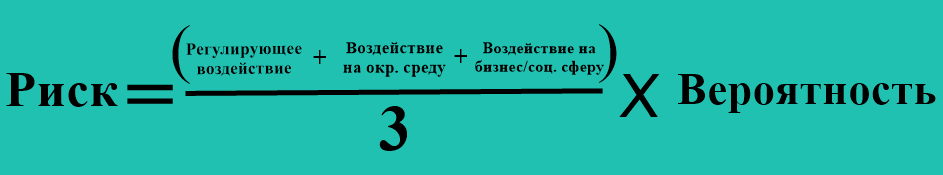 Риск = (Регулирующее воздействие + Воздействие на окр. среду + Воздействие на бизнес/соц. сферу)
3
X Вероятность